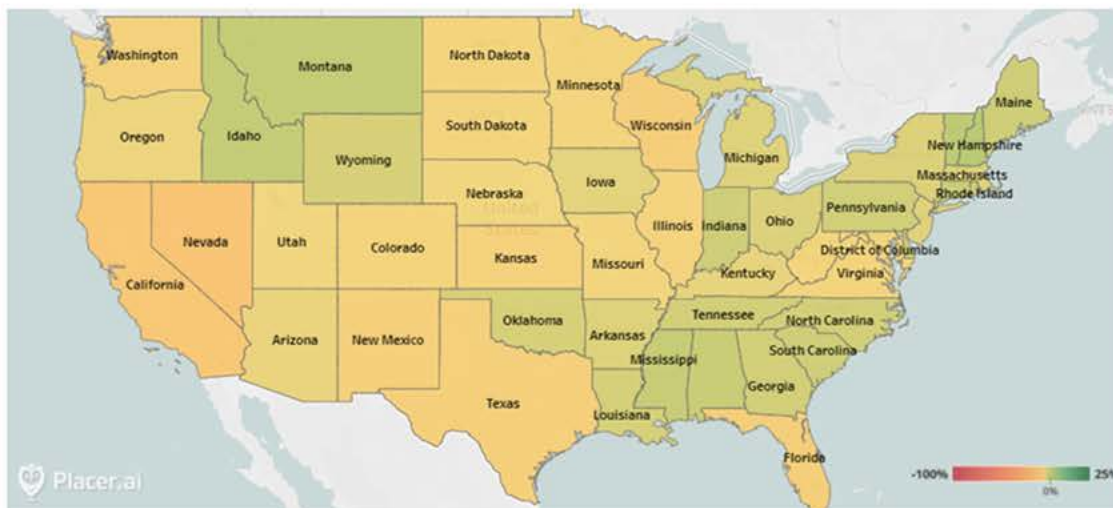 Washington
Montana
North Dakota
Minnesota
Maine
Oregon
Idaho
South Dakota
Wisconsin
New Hampshire
Wyoming
Michigan
Massachusetts
Rhode Island
Nebraska
Iowa
Pennsylvania
United States
Nevada
Utah
Colorado
Illinois
Indiana
Ohio
District of Columbia
California
Kansas
Missouri
Kentucky
Virginia
Arizona
New Mexico
Oklahoma
Arkansas
Tennessee
North Carolina
Mississippi
South Carolina
Georgia
Texas
Louisiana
Florida
Placer.ai
-100%
25%
0%